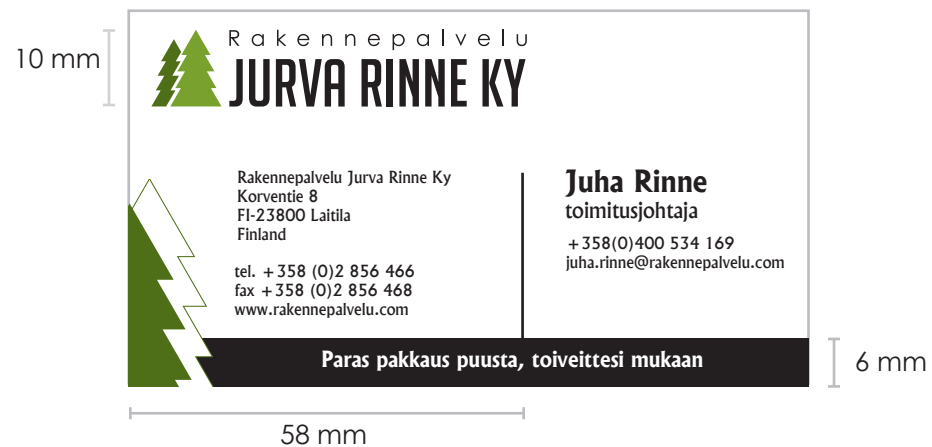 10 mm
Rakennepalvelu
JURVA RINNE KY
Rakennepalvelu Jurva Rinne Ky
Korventie 8
FI-23800 Laitila
Finland
tel. +358 (0)2 856 466
fax +358 (0)2 856 468
www.rakennepalvelu.com
Juha Rinne
toimitusjohtaja
+358(0)400 534 169
juha.rinne@rakennepalvelu.com
Paras pakkaus puusta, toiveittesi mukaan
6 mm
58 mm